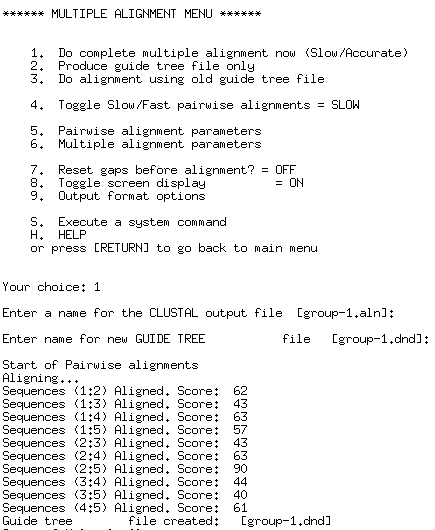 ****** MULTIPLE ALIGNMENT MENU ******
1. Do complete multiple alignment now (Slow/Accurate)
2. Produce guide tree file only
3. Do alignment using old guide tree file
4. Toggle Slow/Fast pairwise alignments = SLOW
5. Pairwise alignment parameters
6. Multiple alignment parameters
7. Reset gaps before alignment? = OFF
8. Toggle screen display = ON
9. Output format options
S. Execute a system command
H. HELP
or press [RETURN] to go back to main menu
Your choice: 1
Enter a name for the CLUSTAL output file [group-1.aln]:
Enter name for new GUIDE TREE file [group-1.dnd]:
Start of Pairwise alignments
Aligning...
Sequences (1:2) Aligned. Score: 62
Sequences (1:3) Aligned. Score: 43
Sequences (1:4) Aligned. Score: 63
Sequences (1:5) Aligned. Score: 57
Sequences (2:3) Aligned. Score: 43
Sequences (2:4) Aligned. Score: 63
Sequences (2:5) Aligned. Score: 90
Sequences (3:4) Aligned. Score: 44
Sequences (3:5) Aligned. Score: 40
Sequences (4:5) Aligned. Score: 61
Guide tree file created: [group-1.dnd]